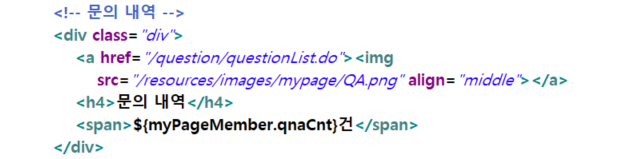 <!-- 문의 내역 -->
<div class="div">
<a href="/question/questionList.do"><img
src="/resources/images/mypage/QA.png" align="middle"></a>
<h4>문의 내역</h4>
<span>${myPageMember.qnaCnt}건</span>
</div>